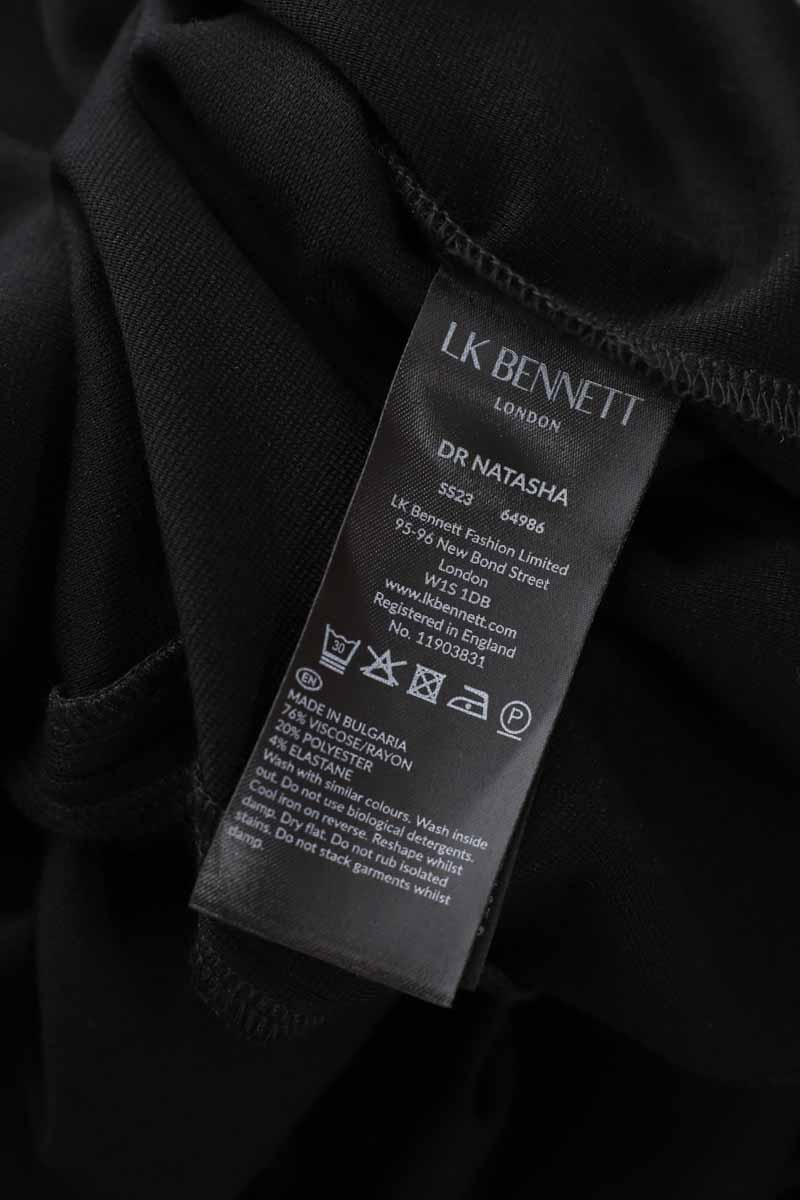 LK BENNETT
LONDON
DR NATASHA
SS23 64986
LK Bennett Fashion Limited
95-96 New Bond Street
London
W1S 1DB
www.lkbennett.com
Registered in England
No. 11903831
30
P
EN
MADE IN BULGARIA
76% VISCOSE/RAYON
20% POLYESTER
4% ELASTANE
Wash with similar colours. Wash inside
out. Do not use biological detergents.
Cool iron on reverse. Reshape whilst
damp. Dry flat. Do not rub isolated
stains. Do not stack garments whilst
damp.